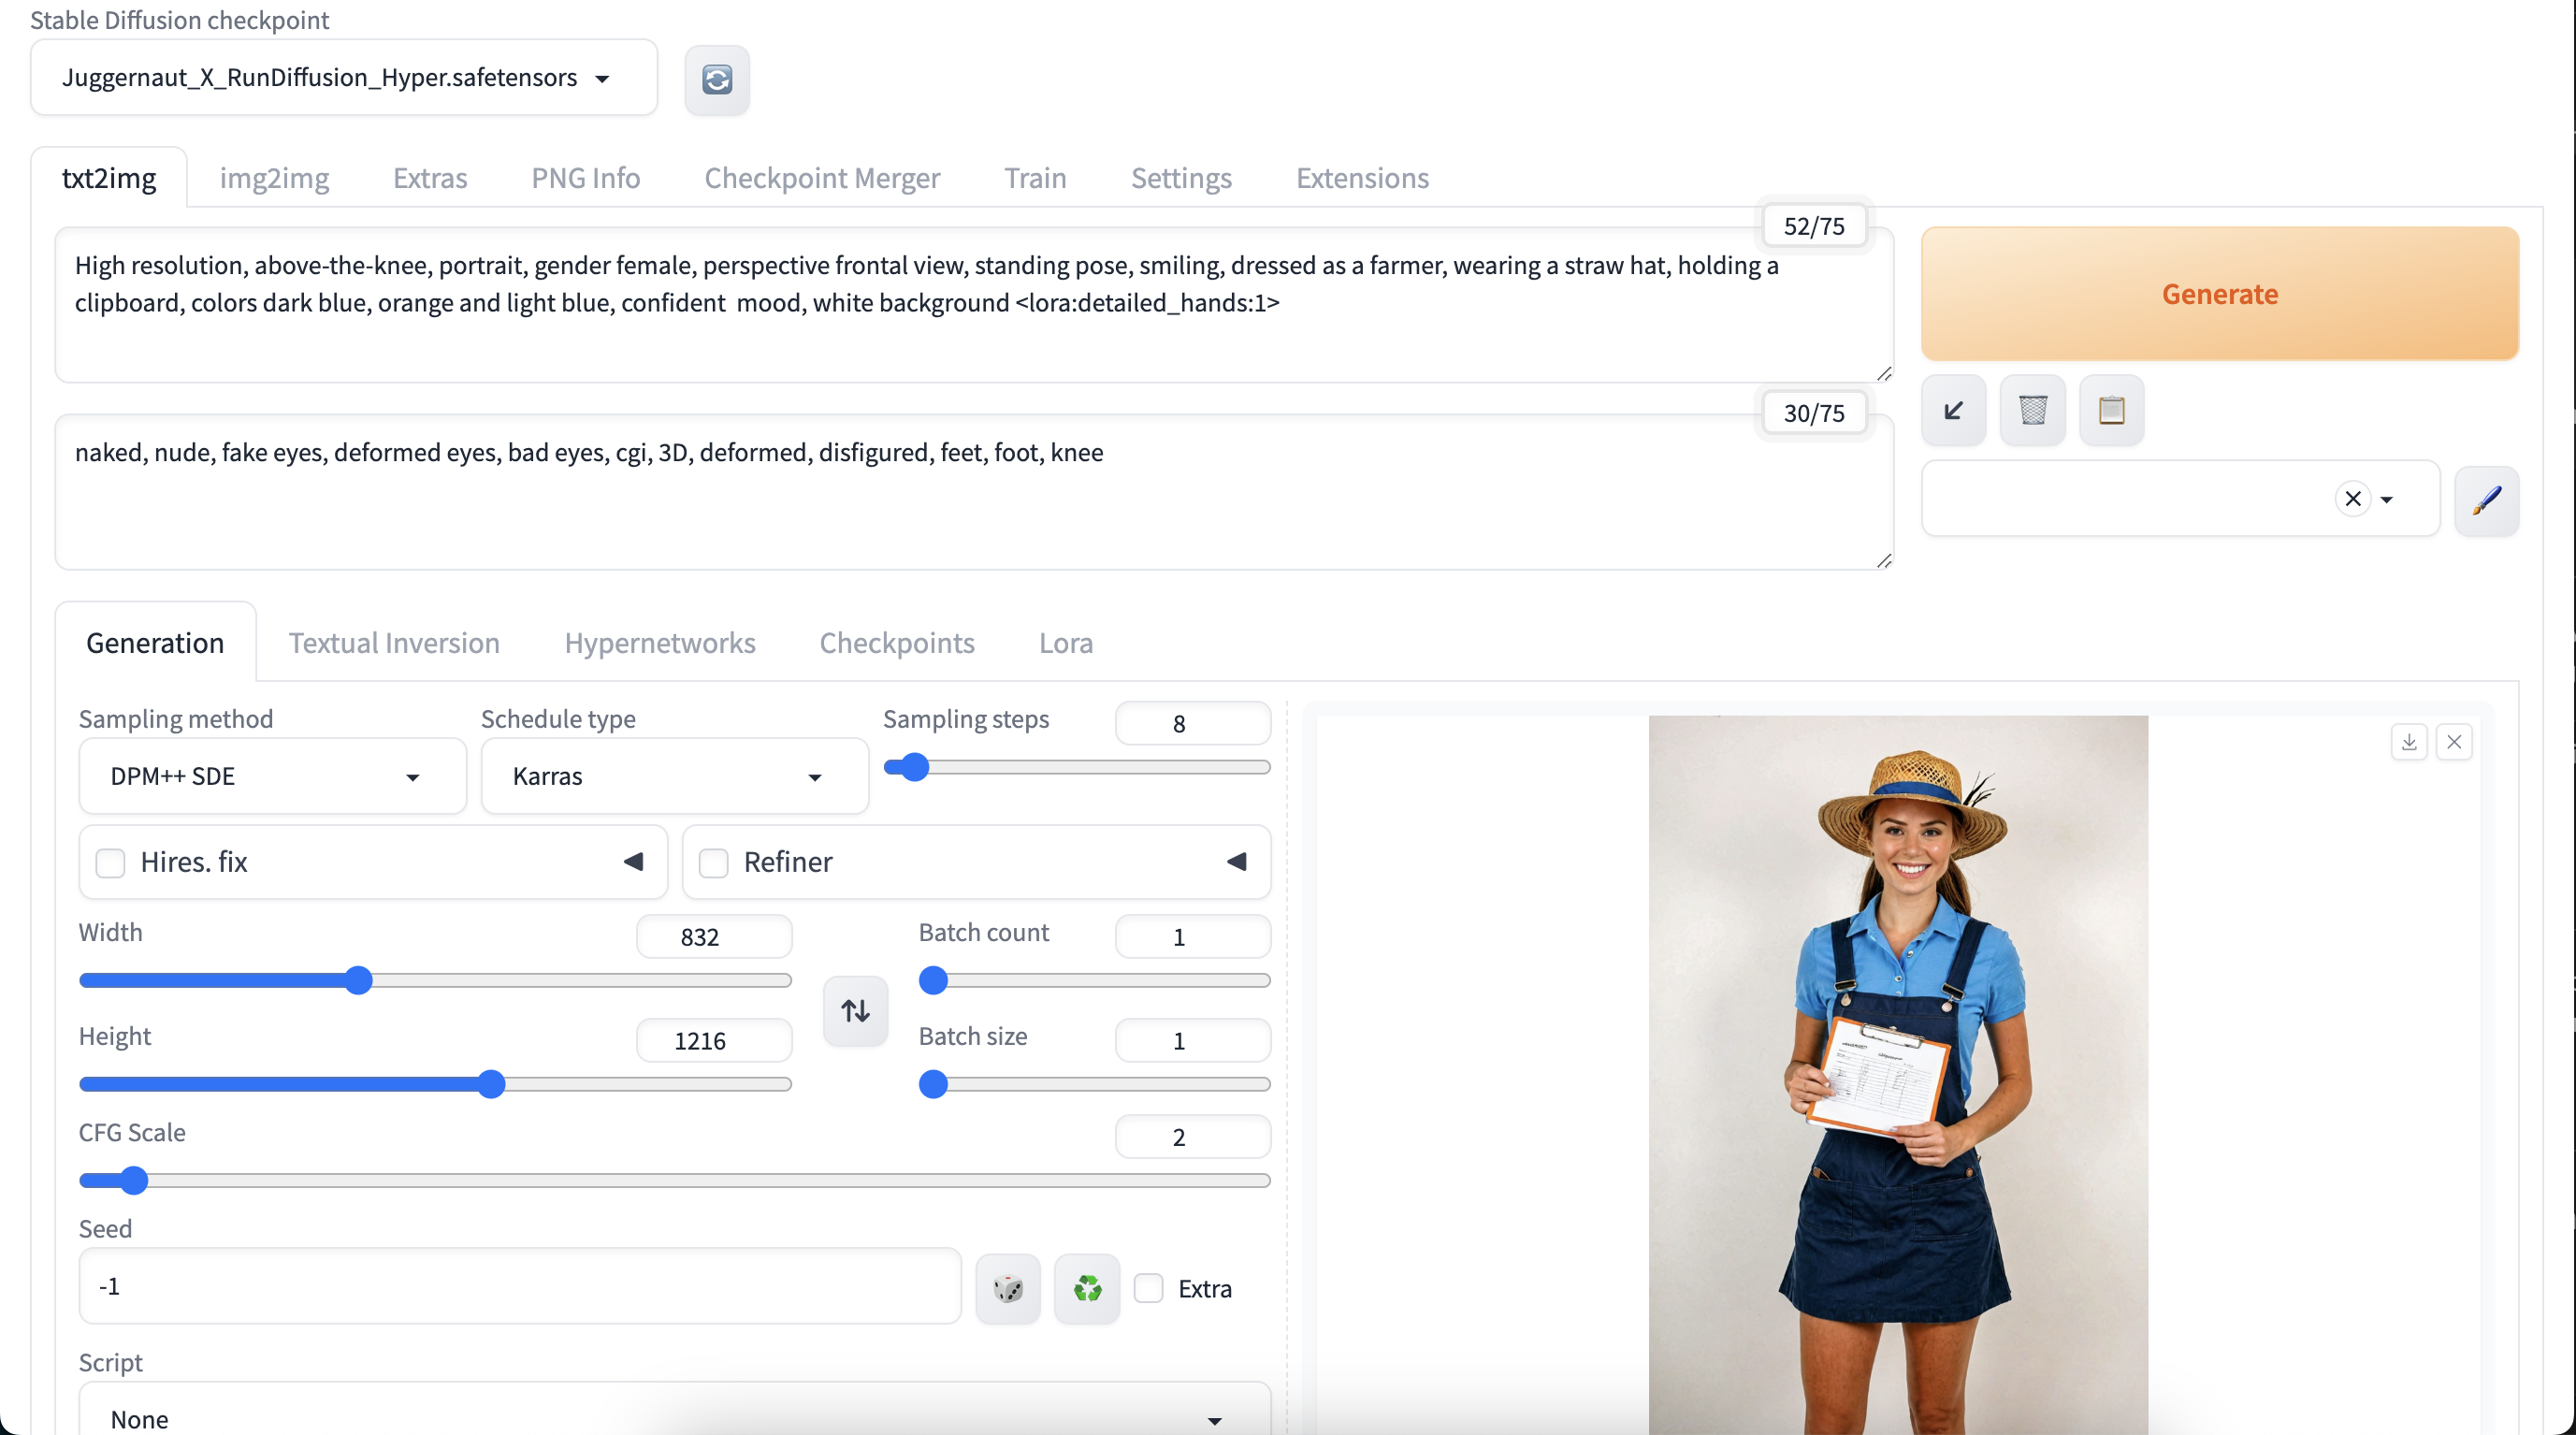 Stable Diffusion checkpoint
Juggernaut_X_RunDiffusion_Hyper.safetensors
txt2img img2img Extras PNG Info Checkpoint Merger Train Settings Extensions
52/75
High resolution, above-the-knee, portrait, gender female, perspective frontal view, standing pose, smiling, dressed as a farmer, wearing a straw hat, holding a
clipboard, colors dark blue, orange and light blue, confident  mood, white background <lora:detailed_hands:1>
Generate
30/75
naked, nude, fake eyes, deformed eyes, bad eyes, cgi, 3D, deformed, disfigured, feet, foot, knee
Generation Textual Inversion Hypernetworks Checkpoints Lora
Sampling method Schedule type Sampling steps 8
DPM++ SDE Karras
Hires. fix Refiner
Width 832 Batch count 1
Height 1216 Batch size 1
CFG Scale 2
Seed
-1 Extra
Script
None